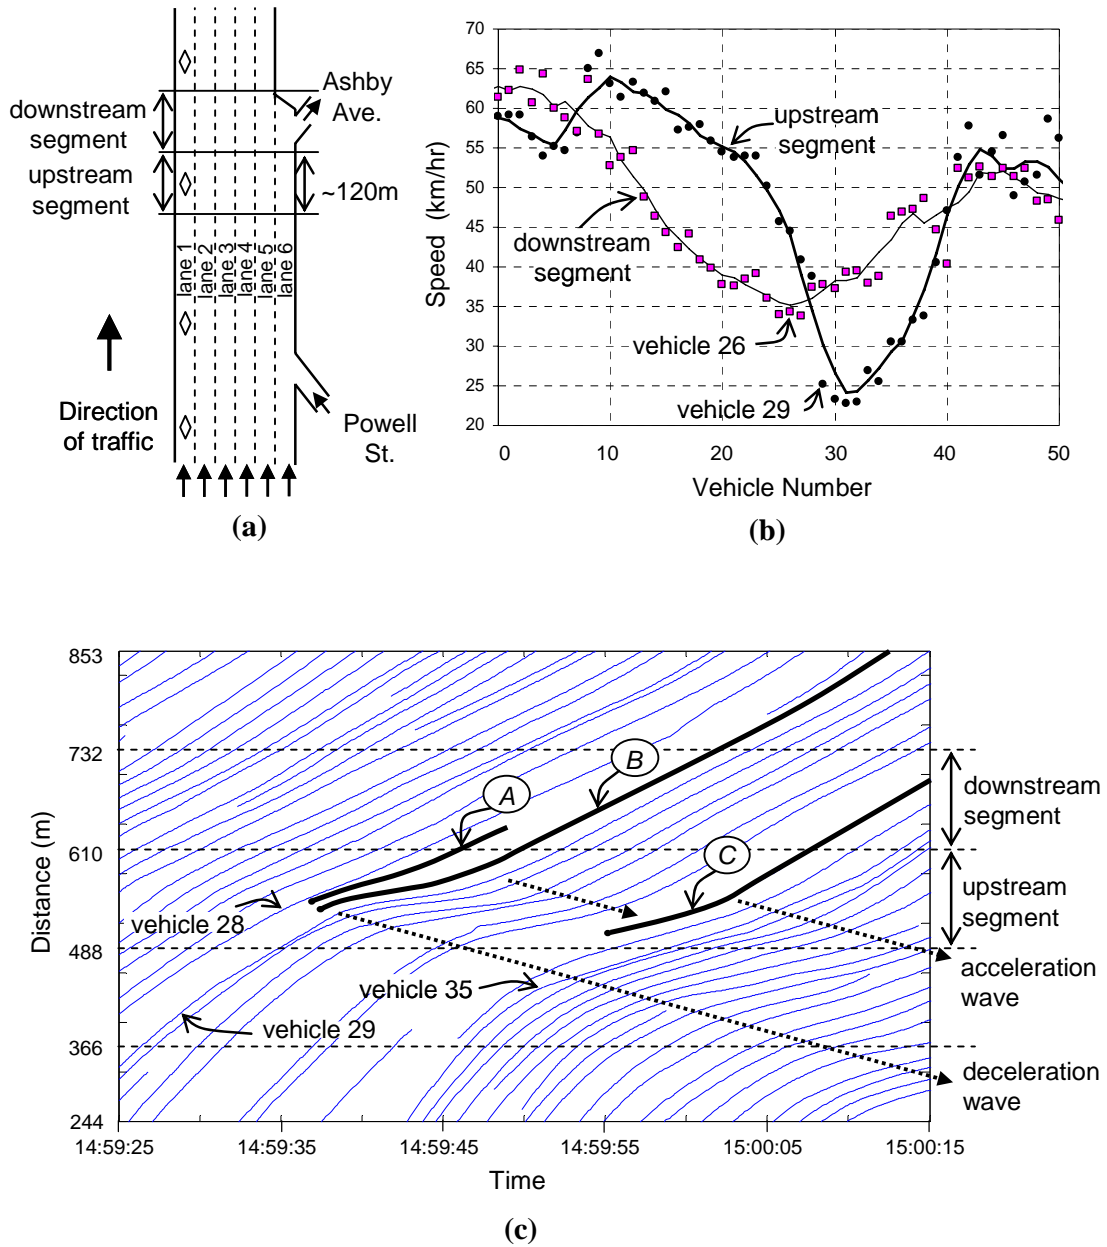 Ashby
Ave.
downstream
segment
upstream
segment
~120m
lane 1
lane 2
lane 3
lane 4
lane 5
lane 6
Direction
of traffic
Powell
St.
(a)
70
65
60
55
50
45
40
35
30
25
20
Speed (km/hr)
upstream
segment
downstream
segment
vehicle 26
vehicle 29
0 10 20 30 40 50
Vehicle Number
(b)
853
732
610
488
366
244
Distance (m)
A
B
C
vehicle 28
vehicle 35
vehicle 29
downstream
segment
upstream
segment
acceleration
wave
deceleration
wave
14:59:25 14:59:35 14:59:45 14:59:55 15:00:05 15:00:15
Time
(c)